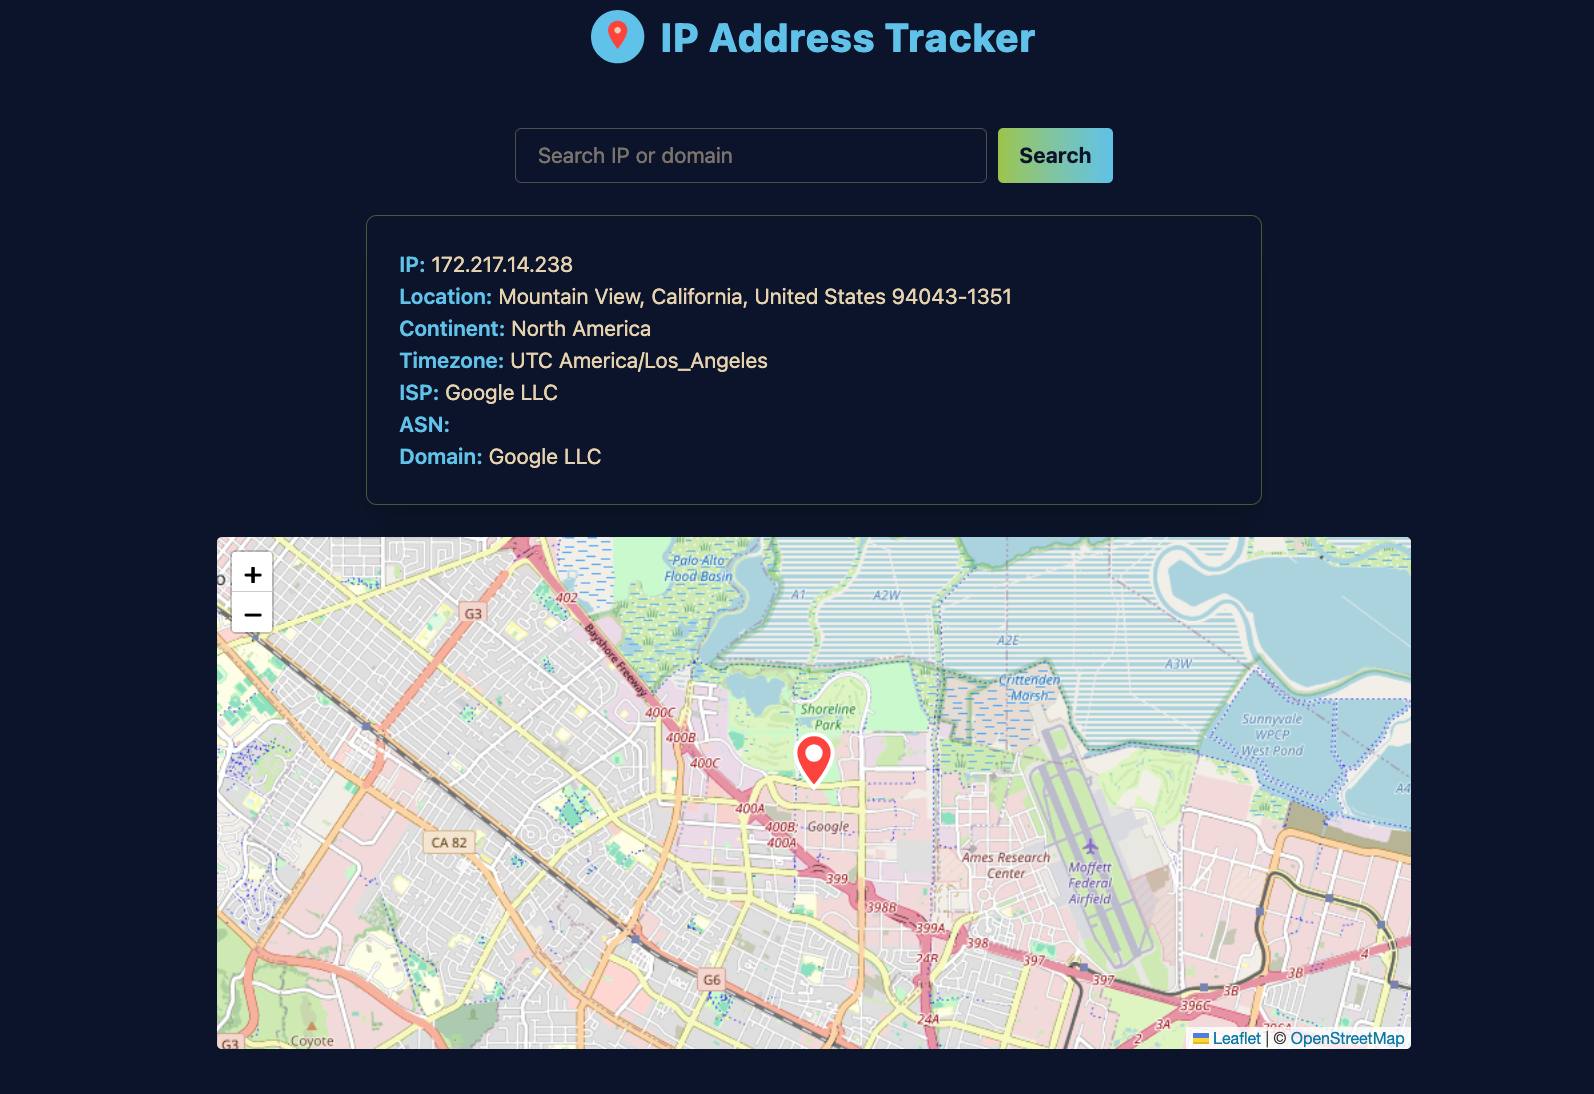 IP Address Tracker
Search IP or domain
Search
IP: 172.217.14.238
Location: Mountain View, California, United States 94043-1351
Continent: North America
Timezone: UTC America/Los_Angeles
ISP: Google LLC
ASN:
Domain: Google LLC
+
−
Palo Alto
Flood Basin
402
G3
A1
A2W
Bayshore Freeway
A2E
A3W
Crittenden
Marsh
Shoreline
Park
400C
400B
400C
Sunnyvale
WPCP
West Pond
A4
400A
400B;
400A
Google
CA 82
Ames Research
Center
Moffett
Federal
Airfield
399
398B
399A
398
24B
397
397
4
3B
3B
G6
396C
24A
3A
2
G3
Coyote
Leaflet | © OpenStreetMap